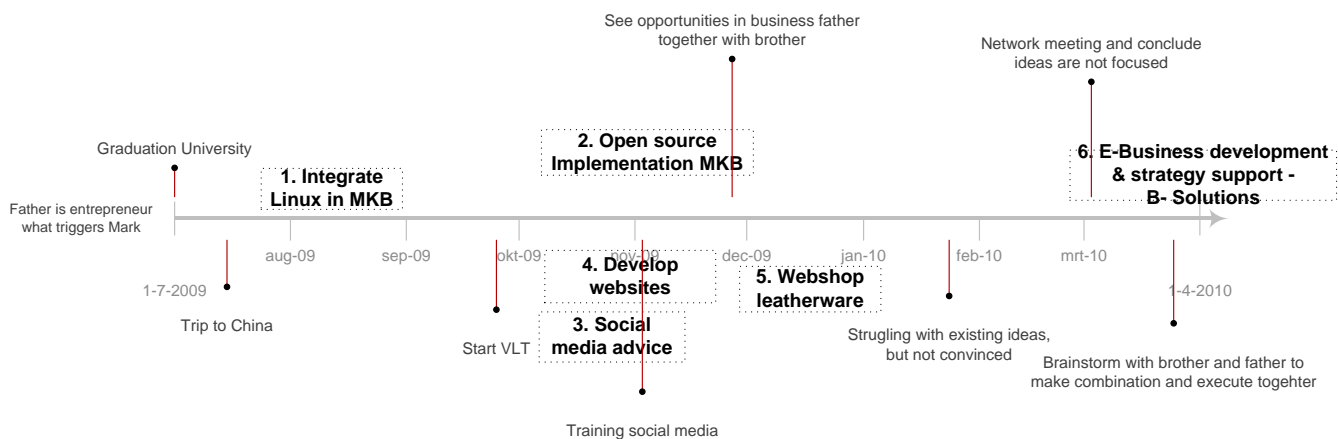 See opportunities in business father
together with brother
Network meeting and conclude
ideas are not focused
Graduation University
1. Integrate
Linux in MKB
2. Open source
Implementation MKB
6. E-Business development
& strategy support -
B- Solutions
Father is entrepreneur
what triggers Mark
aug-09
sep-09
okt-09
nov-09
dec-09
jan-10
feb-10
mrt-10
1-7-2009
1-4-2010
4. Develop
websites
5. Webshop
leatherware
3. Social
media advice
Trip to China
Start VLT
Strugling with existing ideas,
but not convinced
Brainstorm with brother and father to
make combination and execute togehter
Training social media